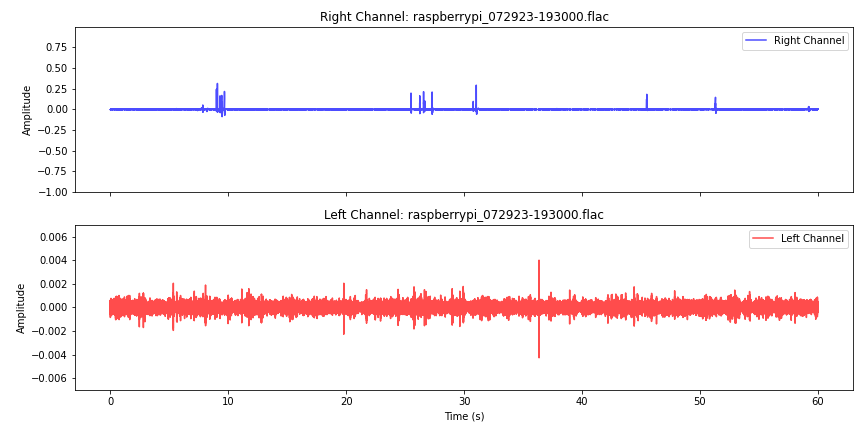 Right Channel: raspberrypi_072923-193000.flac
Right Channel
Amplitude
0.75
0.50
0.25
0.00
−0.25
−0.50
−0.75
−1.00
Left Channel: raspberrypi_072923-193000.flac
Left Channel
Amplitude
0.006
0.004
0.002
0.000
−0.002
−0.004
−0.006
0 10 20 30 40 50 60
Time (s)